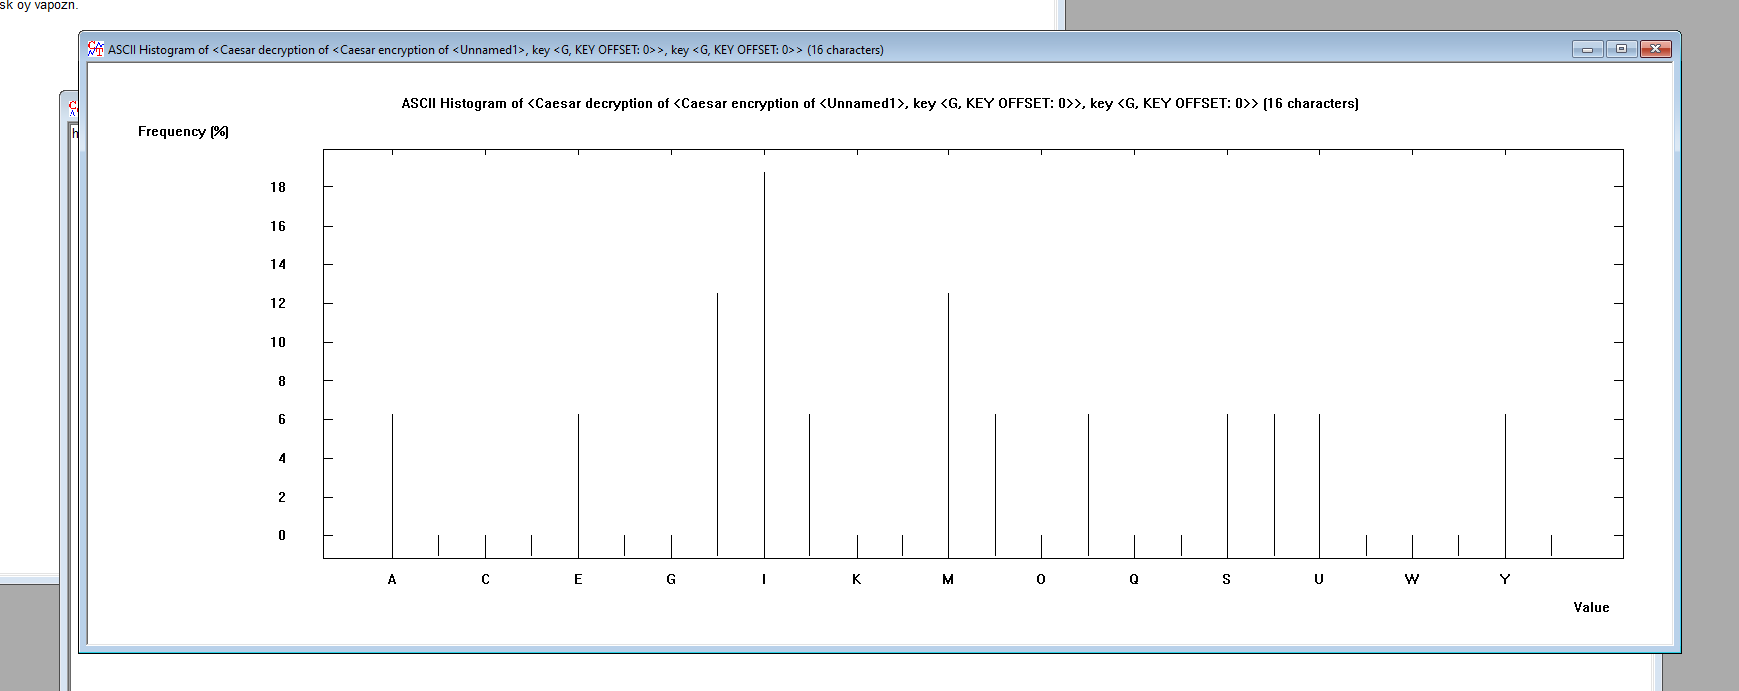 sk oy vapozn.
ASCII Histogram of <Caesar decryption of <Caesar encryption of <Unnamed1>, key <G, KEY OFFSET: 0>>, key <G, KEY OFFSET: 0>> (16 characters)
h
ASCII Histogram of <Caesar decryption of <Caesar encryption of <Unnamed1>, key <G, KEY OFFSET: 0>>, key <G, KEY OFFSET: 0>> (16 characters)
Frequency (%)
18
16
14
12
10
8
6
4
2
0
A C E G I K M O Q S U W Y
Value